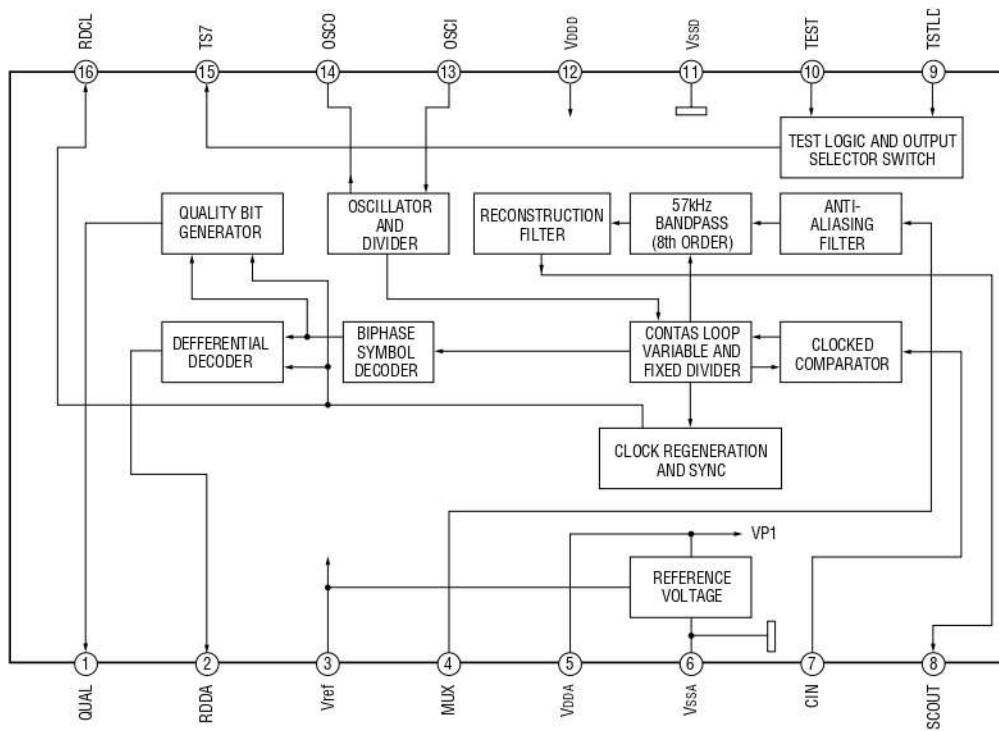 RDCL
TS7
OSCO
OSCI
VDDD
VSSD
TEST
TSTLD
16
15
14
13
12
11
10
9
TEST LOGIC AND OUTPUT
SELECTOR SWITCH
QUALITY BIT
GENERATOR
OSCILLATOR
AND
DIVIDER
RECONSTRUCTION
FILTER
57kHz
BANDPASS
(8th ORDER)
ANTI-
ALIASING
FILTER
DEFFERENTIAL
DECODER
BIPHASE
SYMBOL
DECODER
CONTAS LOOP
VARIABLE AND
FIXED DIVIDER
CLOCKED
COMPARATOR
CLOCK REGENERATION
AND SYNC
VP1
REFERENCE
VOLTAGE
1
2
3
4
5
6
7
8
QUAL
RDDA
Vref
MUX
VDDA
VSSA
CIN
SCOUT